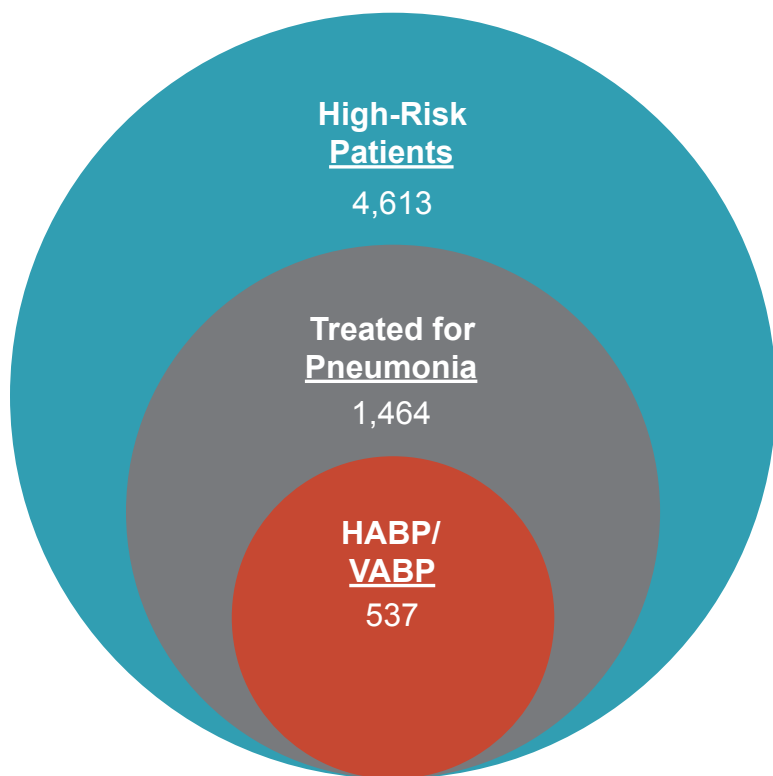 High-Risk
Patients
4,613
Treated for
Pneumonia
1,464
HABP/
VABP
537